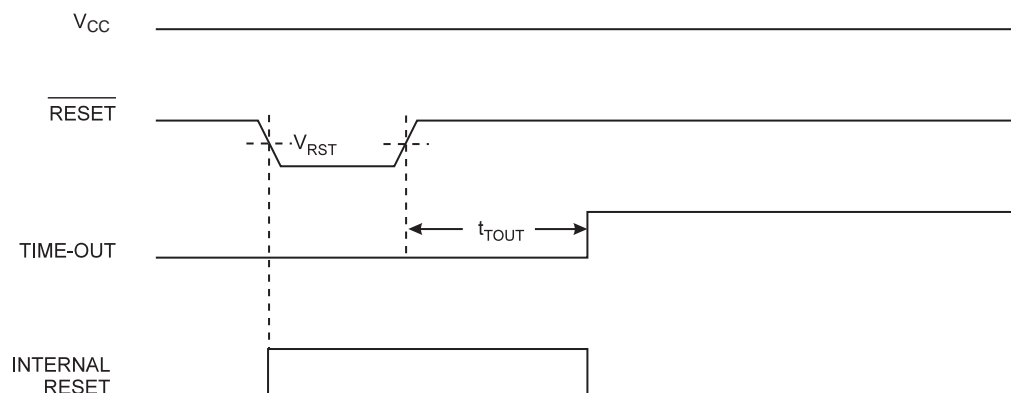 VCC
RESET
VRST
tTOUT
TIME-OUT
INTERNAL
RESET